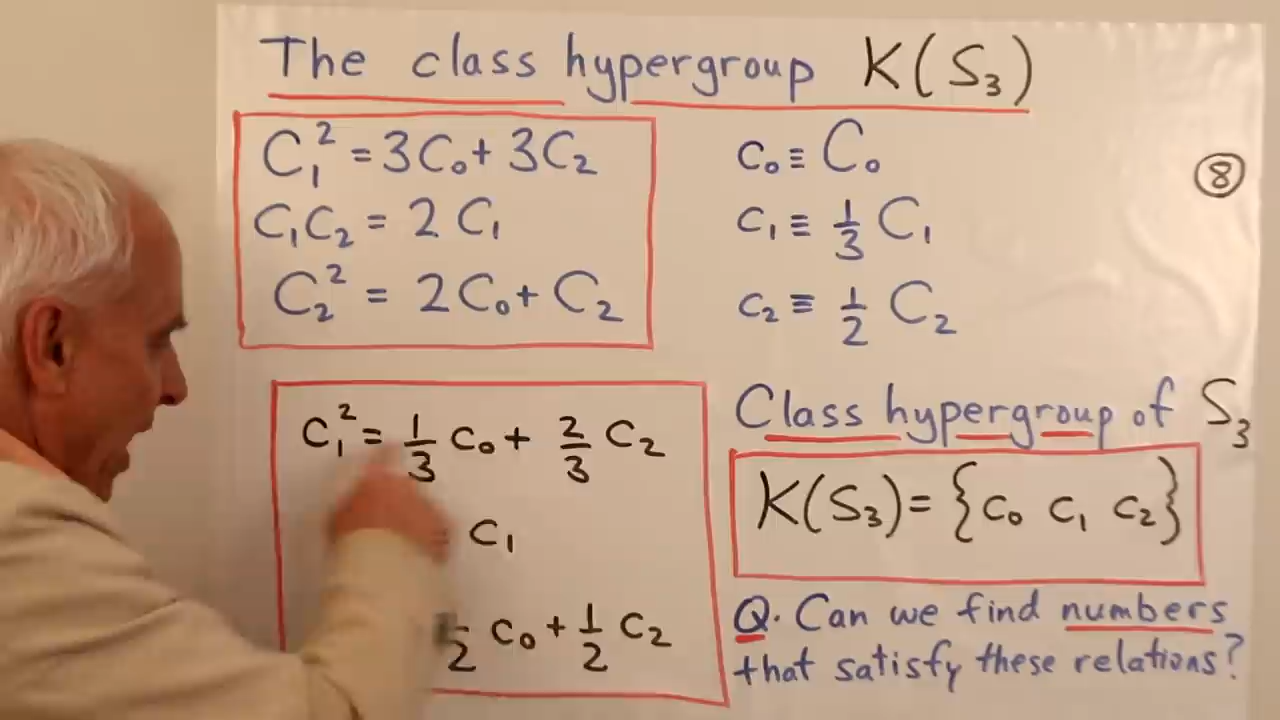 The class hypergroup K(S₃)
C₁² = 3C₀ + 3C₂
C₁C₂ = 2 C₁
C₂² = 2C₀ + C₂
c₀ ≡ C₀
c₁ ≡ 1/3 C₁
c₂ ≡ 1/2 C₂
⑧
c₁² = 1/3 c₀ + 2/3 c₂
= c₁
1/2 c₀ + 1/2 c₂
Class hypergroup of S₃
K(S₃) = {c₀ c₁ c₂}
Q. Can we find numbers
that satisfy these relations?